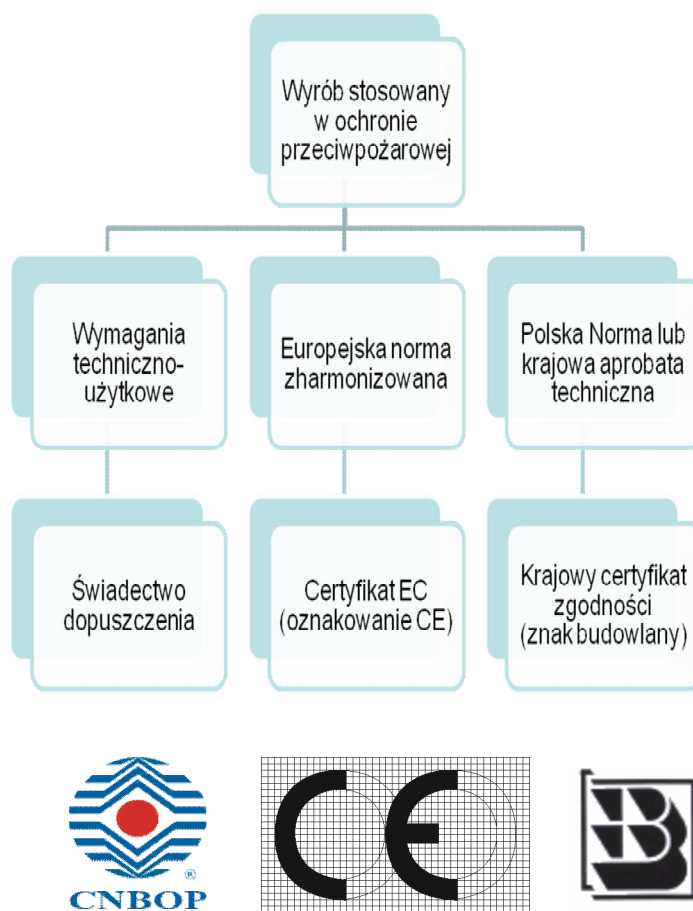 Wyrób stosowany
w ochronie
przeciwpożarowej
Wymagania
techniczno-
użytkowe
Europejska norma
zharmonizowana
Polska Norma lub
krajowa aprobata
techniczna
Świadectwo
dopuszczenia
Certyfikat EC
(oznakowanie CE)
Krajowy certyfikat
zgodności
(znak budowlany)
®
CNBOP
CE
B